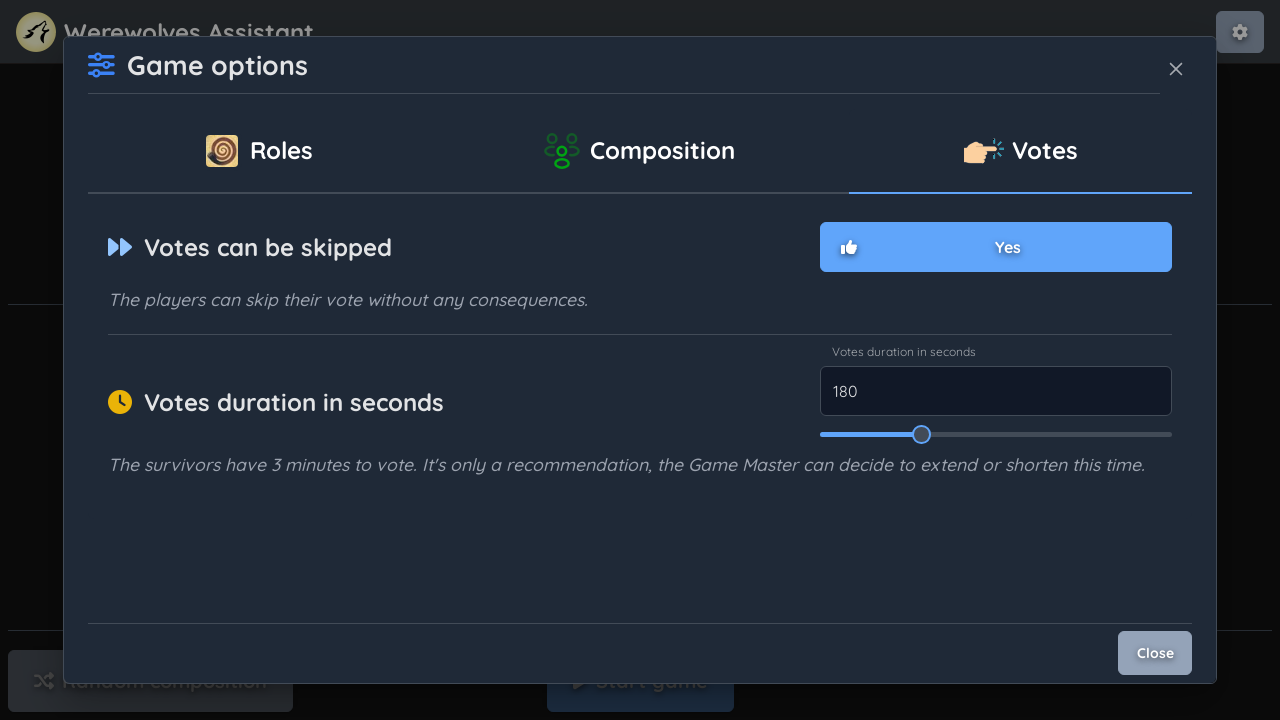 Werewolves Assistant
Game options
Roles
Composition
Votes
Votes can be skipped
Yes
The players can skip their vote without any consequences.
Votes duration in seconds
Votes duration in seconds
180
The survivors have 3 minutes to vote. It's only a recommendation, the Game Master can decide to extend or shorten this time.
Close
Random composition
Start game